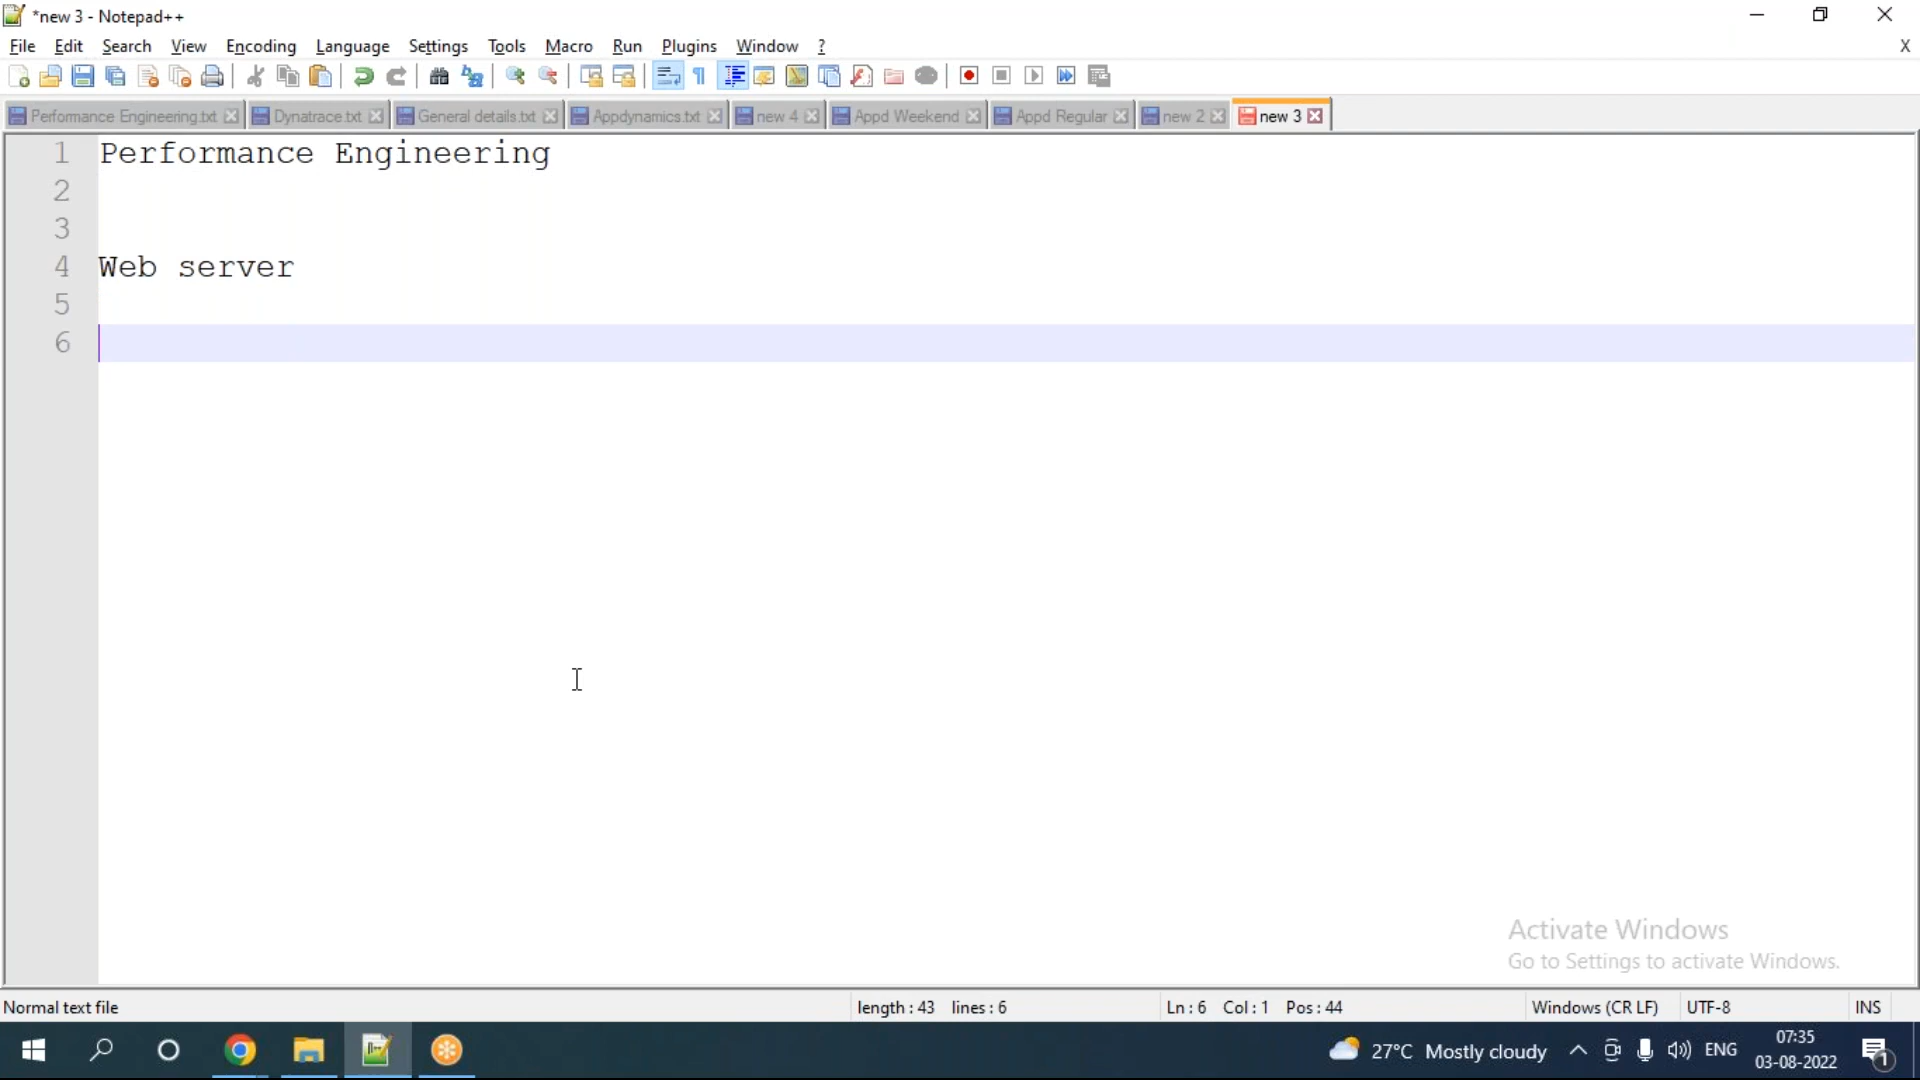 *new 3 - Notepad++
File Edit Search View Encoding Language Settings Tools Macro Run Plugins Window ? X
Performance Engineering.txt Dynatrace.txt General details.txt Appdynamics.txt new 4 Appd Weekend Appd Regular new 2 new 3
1 Performance Engineering
2
3
4 Web server
5
6
Activate Windows
Go to Settings to activate Windows.
Normal text file length : 43 lines : 6 Ln : 6 Col : 1 Pos : 44 Windows (CR LF) UTF-8 INS
27°C Mostly cloudy ENG 07:35
03-08-2022 1